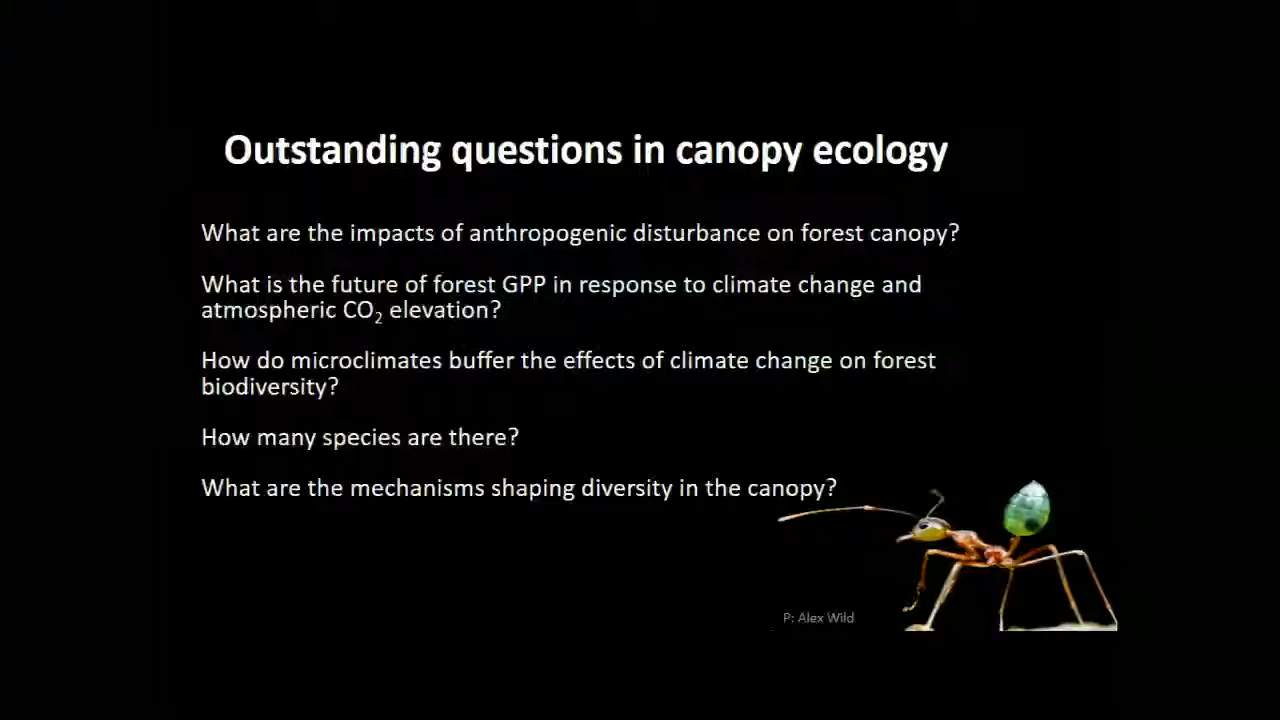 Outstanding questions in canopy ecology
What are the impacts of anthropogenic disturbance on forest canopy?
What is the future of forest GPP in response to climate change and
atmospheric CO₂ elevation?
How do microclimates buffer the effects of climate change on forest
biodiversity?
How many species are there?
What are the mechanisms shaping diversity in the canopy?
P: Alex Wild